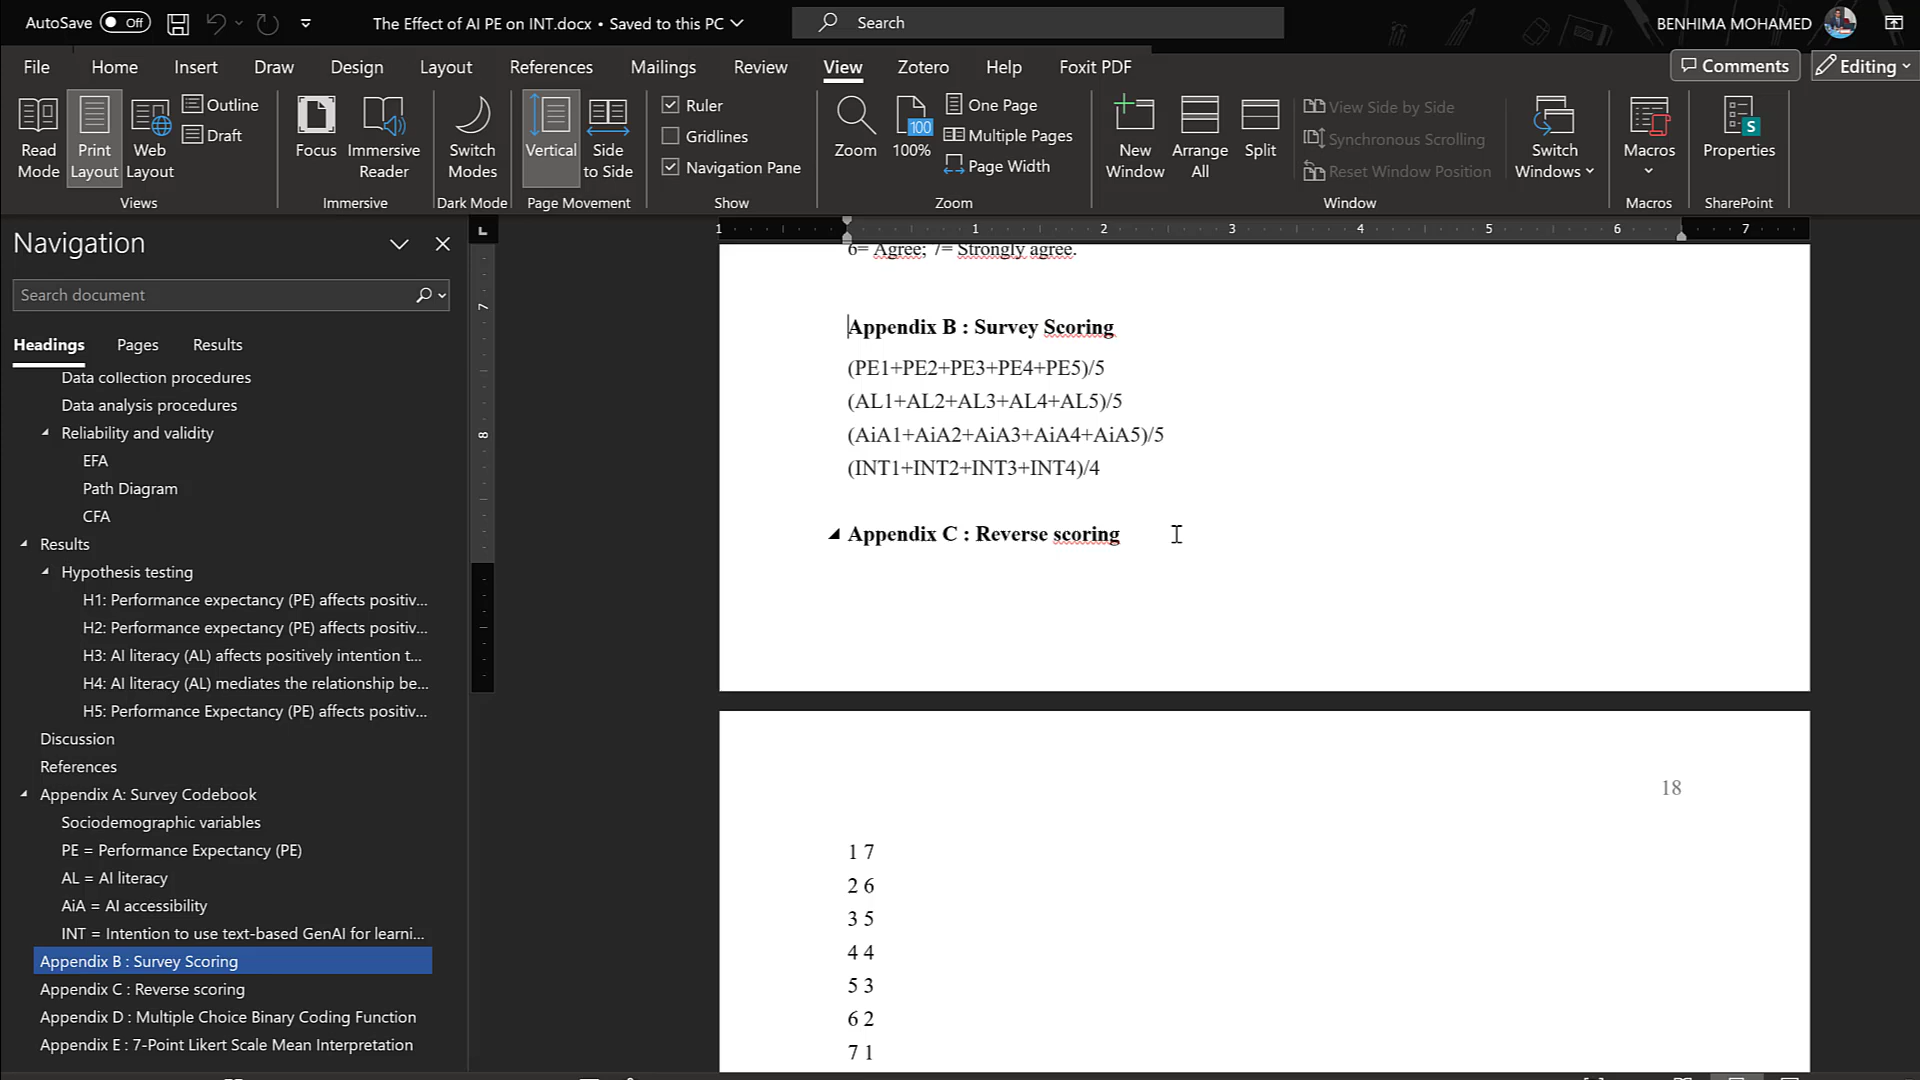 AutoSave Off The Effect of AI PE on INT.docx • Saved to this PC Search BENHIMA MOHAMED
File Home Insert Draw Design Layout References Mailings Review View Zotero Help Foxit PDF Comments Editing
Read Mode
Print Layout
Web Layout
Outline
Draft
Views
Focus
Immersive Reader
Immersive
Switch Modes
Dark Mode
Vertical
Side to Side
Page Movement
Ruler
Gridlines
Navigation Pane
Show
Zoom
100
100%
One Page
Multiple Pages
Page Width
Zoom
New Window
Arrange All
Split
View Side by Side
Synchronous Scrolling
Reset Window Position
Switch Windows
Window
Macros
Macros
S
Properties
SharePoint
Navigation
Search document
Headings Pages Results
Data collection procedures
Data analysis procedures
Reliability and validity
EFA
Path Diagram
CFA
Results
Hypothesis testing
H1: Performance expectancy (PE) affects positiv...
H2: Performance expectancy (PE) affects positiv...
H3: AI literacy (AL) affects positively intention t...
H4: AI literacy (AL) mediates the relationship be...
H5: Performance Expectancy (PE) affects positiv...
Discussion
References
Appendix A: Survey Codebook
Sociodemographic variables
PE = Performance Expectancy (PE)
AL = AI literacy
AiA = AI accessibility
INT = Intention to use text-based GenAI for learni...
Appendix B : Survey Scoring
Appendix C : Reverse scoring
Appendix D : Multiple Choice Binary Coding Function
Appendix E : 7-Point Likert Scale Mean Interpretation
L
1 1 2 3 4 5 6 7
7
8
6= Agree; 7= Strongly agree.
Appendix B : Survey Scoring
(PE1+PE2+PE3+PE4+PE5)/5
(AL1+AL2+AL3+AL4+AL5)/5
(AiA1+AiA2+AiA3+AiA4+AiA5)/5
(INT1+INT2+INT3+INT4)/4
Appendix C : Reverse scoring
18
1 7
2 6
3 5
4 4
5 3
6 2
7 1